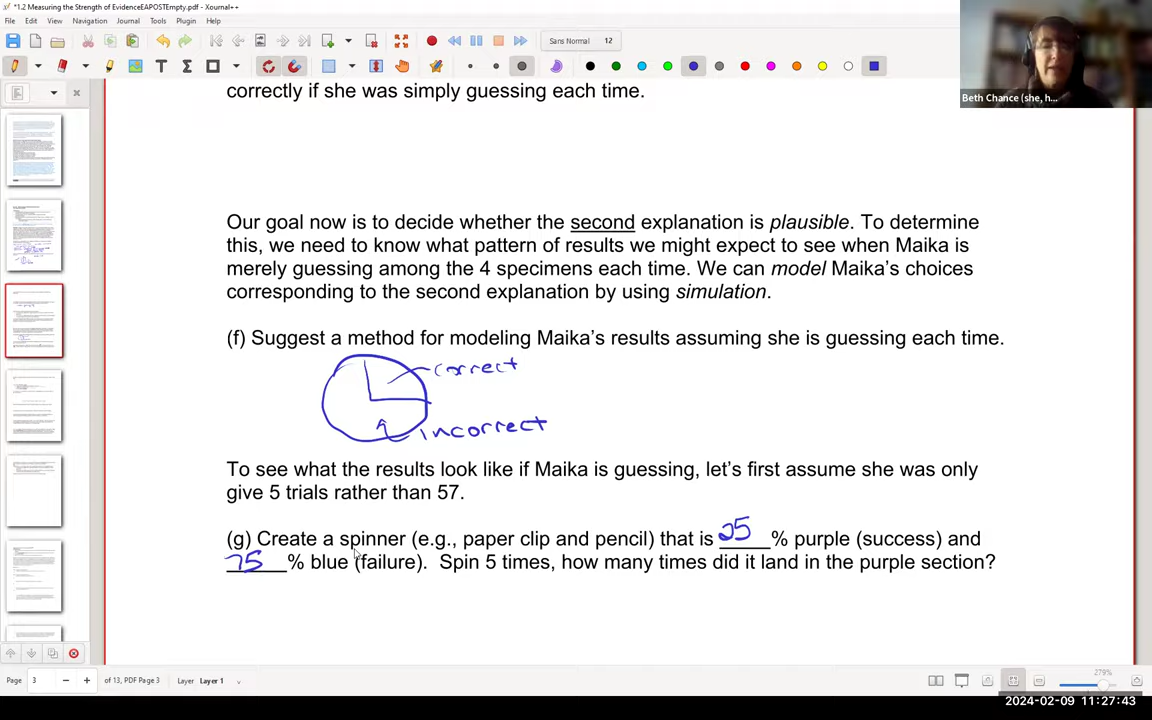 *1.2 Measuring the Strength of EvidenceEAPOSTEmpty.pdf - Xournal++
File Edit View Navigation Journal Tools Plugin Help
Sans Normal 12
Beth Chance (she, h...
correctly if she was simply guessing each time.
Our goal now is to decide whether the second explanation is plausible. To determine
this, we need to know what pattern of results we might expect to see when Maika is
merely guessing among the 4 specimens each time. We can model Maika's choices
corresponding to the second explanation by using simulation.
(f) Suggest a method for modeling Maika's results assuming she is guessing each time.
correct
incorrect
To see what the results look like if Maika is guessing, let's first assume she was only
give 5 trials rather than 57.
(g) Create a spinner (e.g., paper clip and pencil) that is 25 % purple (success) and
75 % blue (failure). Spin 5 times, how many times did it land in the purple section?
Page 3 of 13, PDF Page 3 Layer Layer 1 279%
2024-02-09 11:27:43